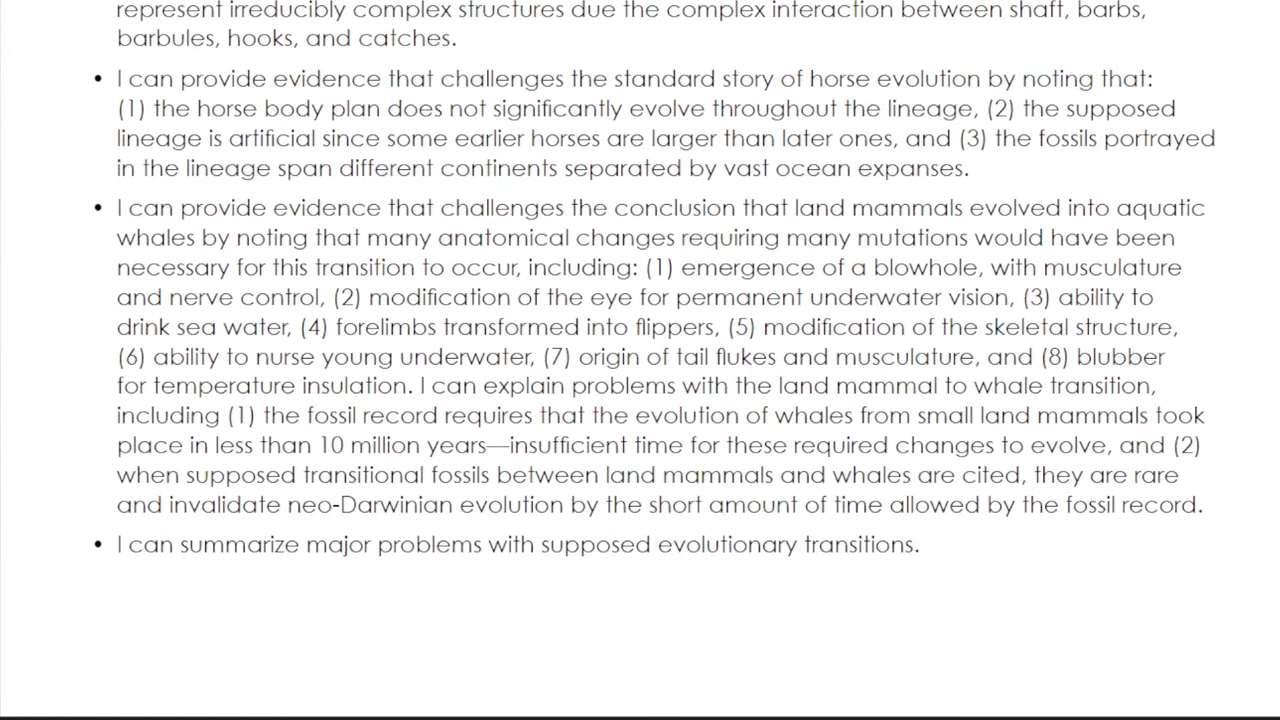 represent irreducibly complex structures due the complex interaction between shaft, barbs,
barbules, hooks, and catches.
• I can provide evidence that challenges the standard story of horse evolution by noting that:
(1) the horse body plan does not significantly evolve throughout the lineage, (2) the supposed
lineage is artificial since some earlier horses are larger than later ones, and (3) the fossils portrayed
in the lineage span different continents separated by vast ocean expanses.
• I can provide evidence that challenges the conclusion that land mammals evolved into aquatic
whales by noting that many anatomical changes requiring many mutations would have been
necessary for this transition to occur, including: (1) emergence of a blowhole, with musculature
and nerve control, (2) modification of the eye for permanent underwater vision, (3) ability to
drink sea water, (4) forelimbs transformed into flippers, (5) modification of the skeletal structure,
(6) ability to nurse young underwater, (7) origin of tail flukes and musculature, and (8) blubber
for temperature insulation. I can explain problems with the land mammal to whale transition,
including (1) the fossil record requires that the evolution of whales from small land mammals took
place in less than 10 million years—insufficient time for these required changes to evolve, and (2)
when supposed transitional fossils between land mammals and whales are cited, they are rare
and invalidate neo-Darwinian evolution by the short amount of time allowed by the fossil record.
• I can summarize major problems with supposed evolutionary transitions.